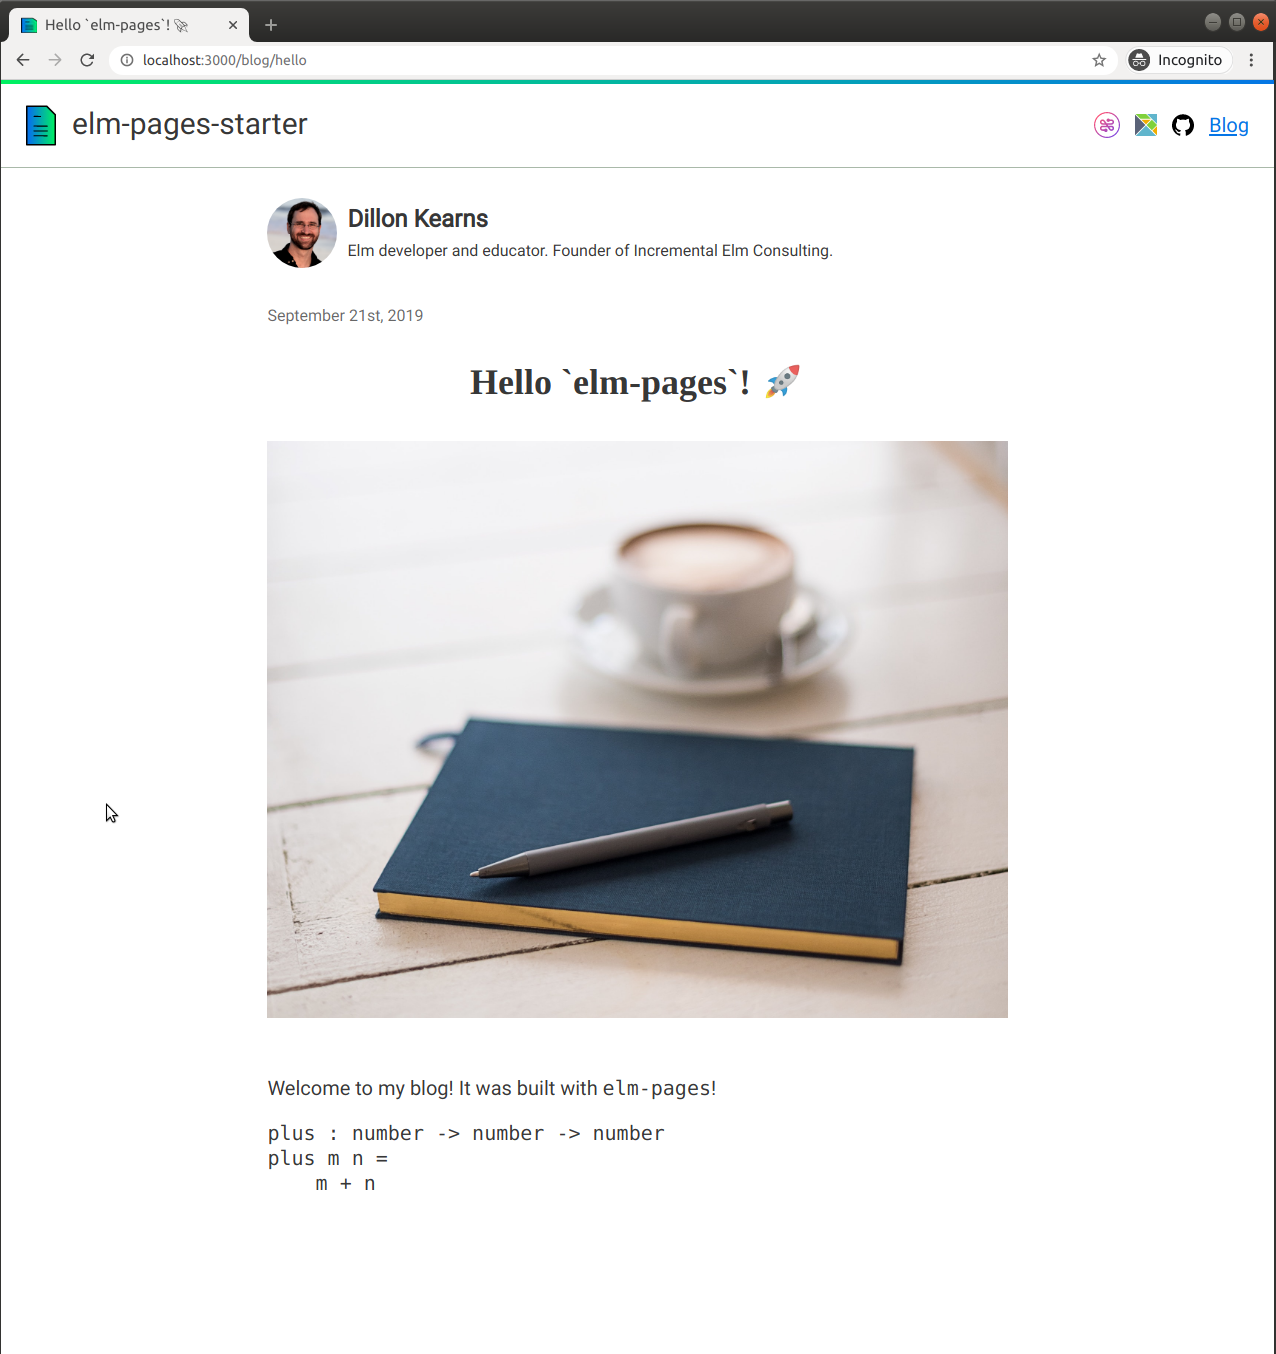 Hello `elm-pages`! 🚀
localhost:3000/blog/hello
Incognito
elm-pages-starter
Blog
Dillon Kearns
Elm developer and educator. Founder of Incremental Elm Consulting.
September 21st, 2019
Hello `elm-pages`! 🚀
Welcome to my blog! It was built with elm-pages!
plus : number -> number -> number
plus m n =
    m + n